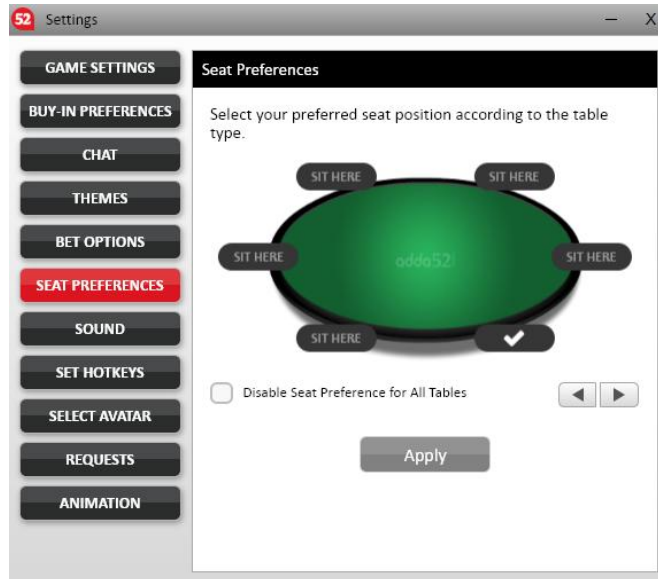 52 Settings – X
GAME SETTINGS
BUY-IN PREFERENCES
CHAT
THEMES
BET OPTIONS
SEAT PREFERENCES
SOUND
SET HOTKEYS
SELECT AVATAR
REQUESTS
ANIMATION
Seat Preferences
Select your preferred seat position according to the table
type.
SIT HERE SIT HERE
SIT HERE adda52 SIT HERE
SIT HERE
Disable Seat Preference for All Tables
Apply